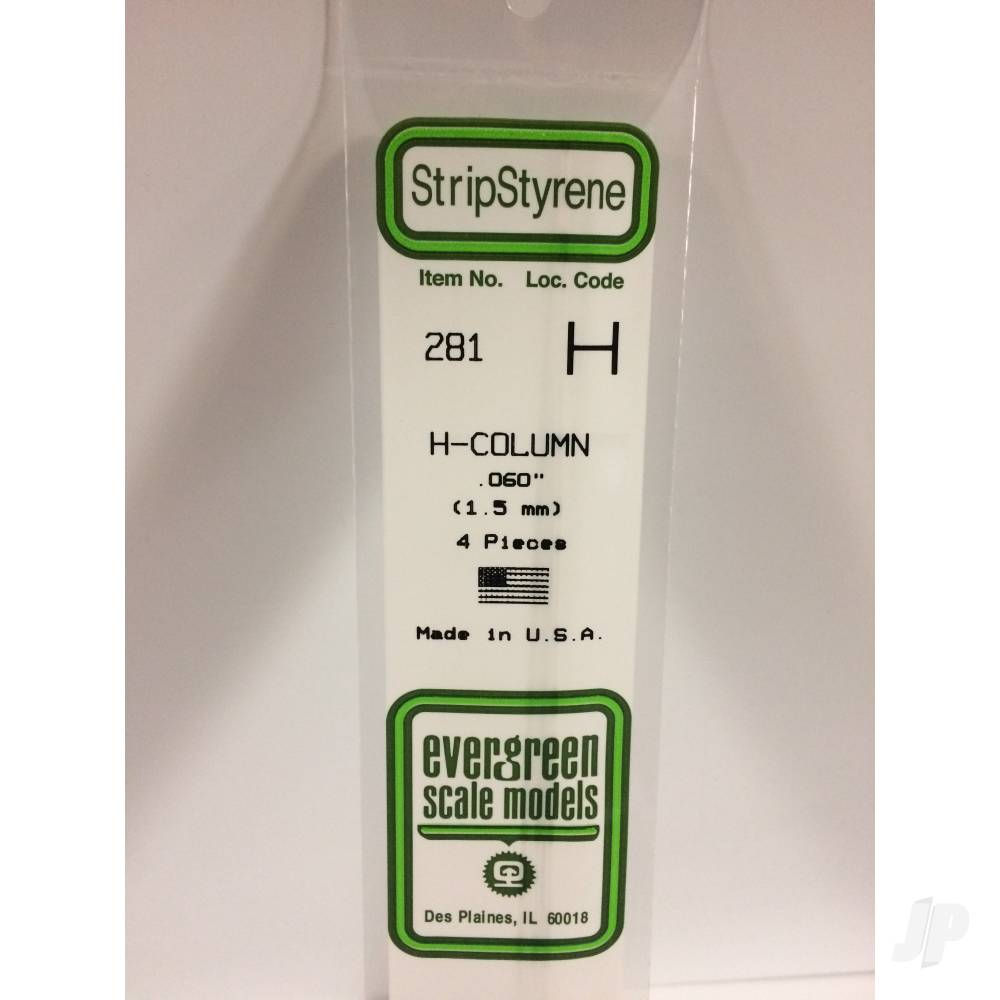 StripStyrene
Item No. Loc. Code
281 H
H-COLUMN
.060"
(1.5 mm)
4 Pieces
Made in U.S.A.
evergreen
scale models
Des Plaines, IL 60018
JP